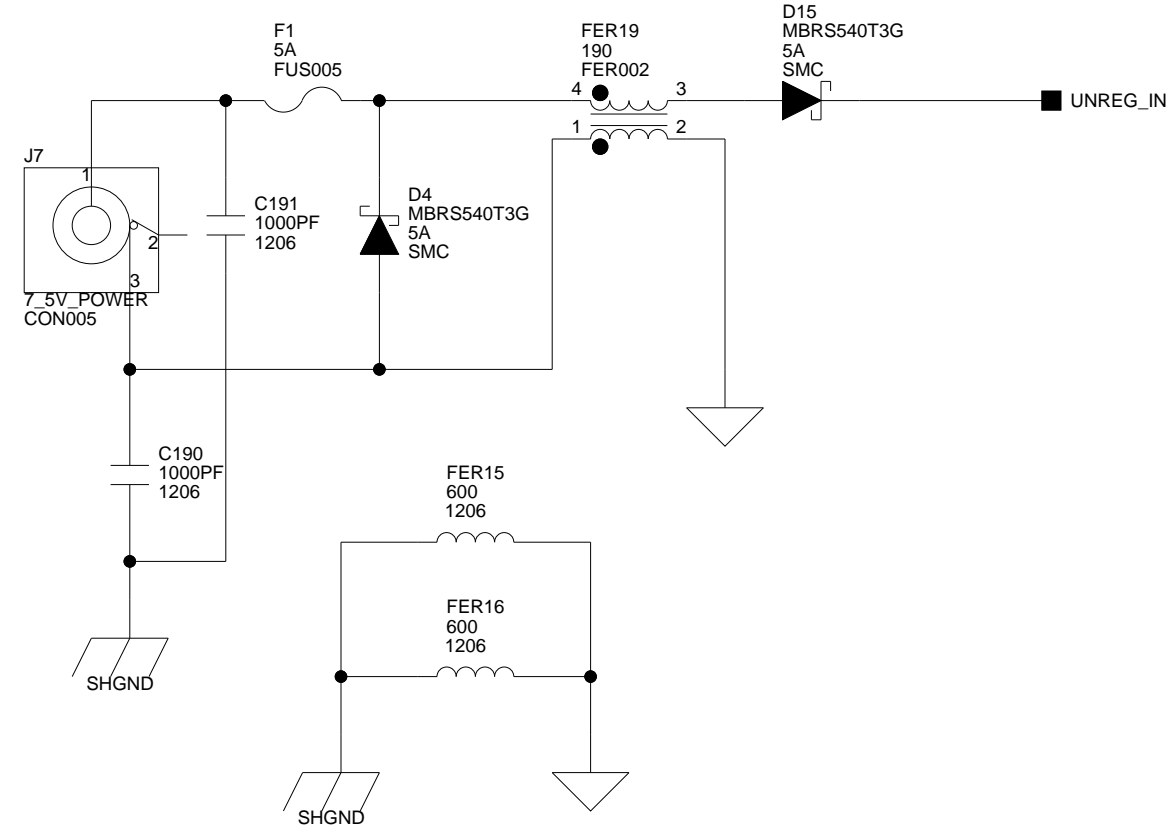 F1
5A
FUS005
FER19
190
FER002
D15
MBRS540T3G
5A
SMC
4
3
1
2
UNREG_IN
J7
1
2
3
7_5V_POWER
CON005
C191
1000PF
1206
D4
MBRS540T3G
5A
SMC
C190
1000PF
1206
SHGND
FER15
600
1206
FER16
600
1206
SHGND